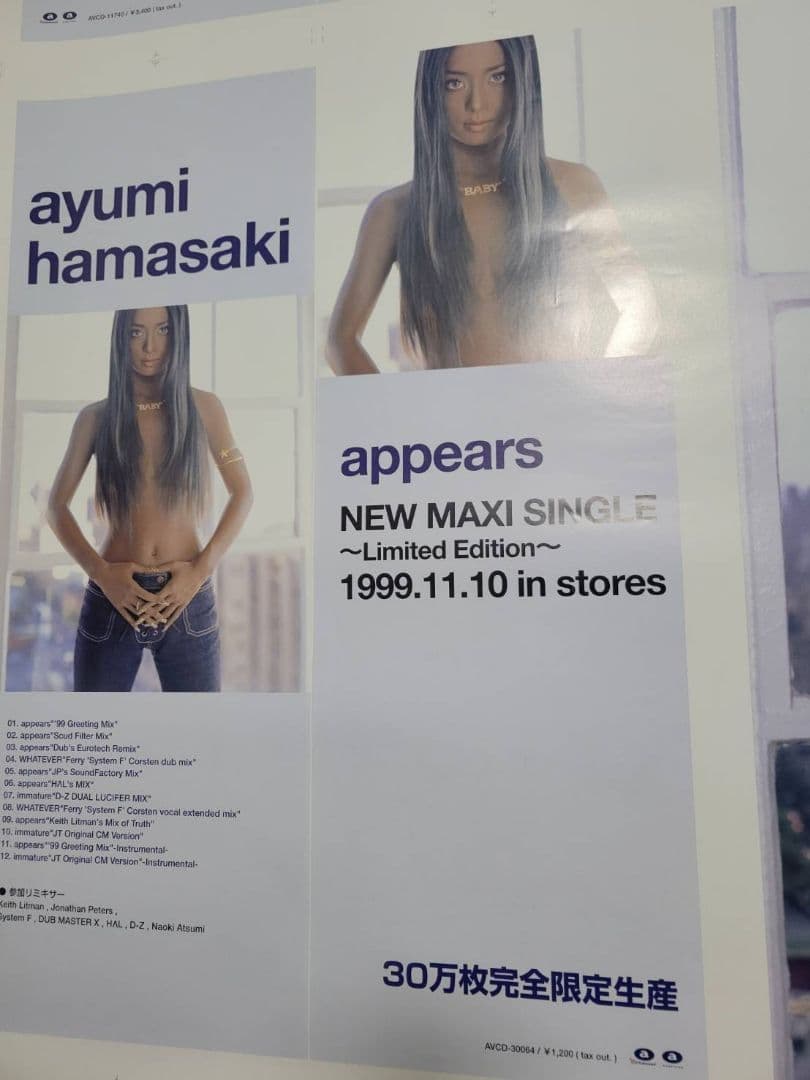 AVCD-11740 / ¥3,400 ( tax out. )
ayumi
hamasaki
"BABY"
"BABY"
01. appears"'99 Greeting Mix"
02. appears"Scud Filter Mix"
03. appears"Dub's Eurotech Remix"
04. WHATEVER"Ferry 'System F' Corsten dub mix"
05. appears"JP's SoundFactory Mix"
06. appears"HΛL's MIX"
07. immature"D-Z DUAL LUCIFER MIX"
08. WHATEVER"Ferry 'System F' Corsten vocal extended mix"
09. appears"Keith Litman's Mix of Truth"
10. immature"JT Original CM Version"
11. appears"'99 Greeting Mix"-Instrumental-
12. immature"JT Original CM Version"-Instrumental-
● 参加リミキサー
Keith Litman , Jonathan Peters ,
System F , DUB MASTER X , HΛL , D-Z , Naoki Atsumi
appears
NEW MAXI SINGLE
～Limited Edition～
1999.11.10 in stores
30万枚完全限定生産
AVCD-30064 / ¥1,200 ( tax out. )